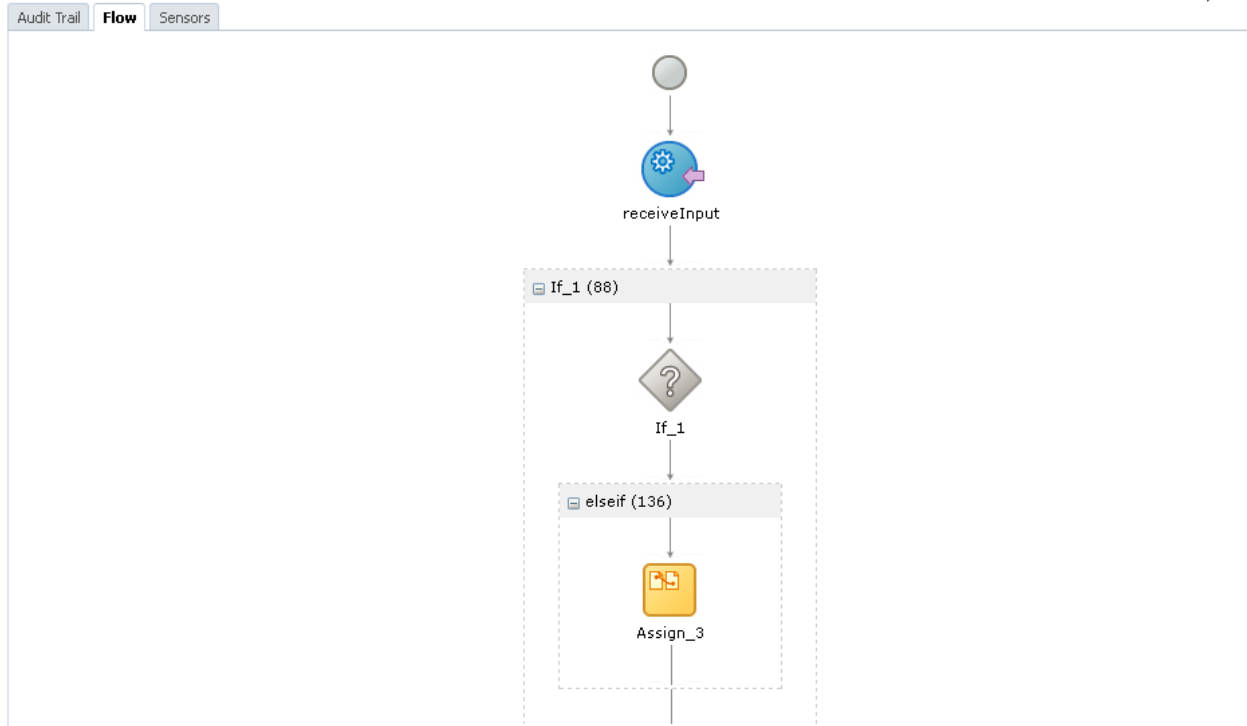 Audit Trail Flow Sensors
receiveInput
If_1 (88)
If_1
elseif (136)
Assign_3